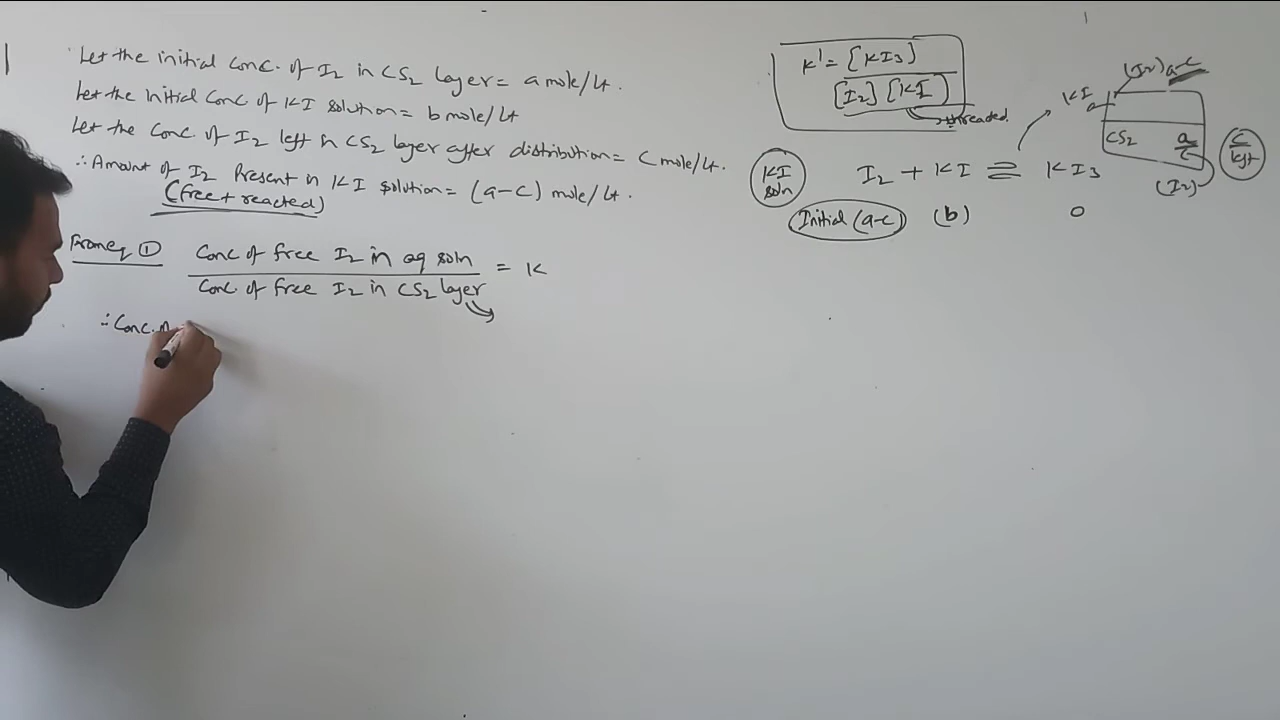 Let the initial Conc. of I2 in CS2 layer = a mole/Lt.
Let the Initial Conc of KI solution = b mole/Lt
Let the Conc of I2 left in CS2 layer after distribution = C mole/Lt.
∴ Amount of I2 Present in KI solution = (a-c) mole/Lt.
(free + reacted)
From eq ① Conc of free I2 in aq soln
Conc of free I2 in CS2 layer = K
∴ Conc. of
K' = [KI3]
[I2] [KI]
Unreacted
KI
soln
I2 + KI ⇌ KI3
Initial (a-c) (b) 0
(I2) a-c
KI
CS2 a
c
C
left
(I2)